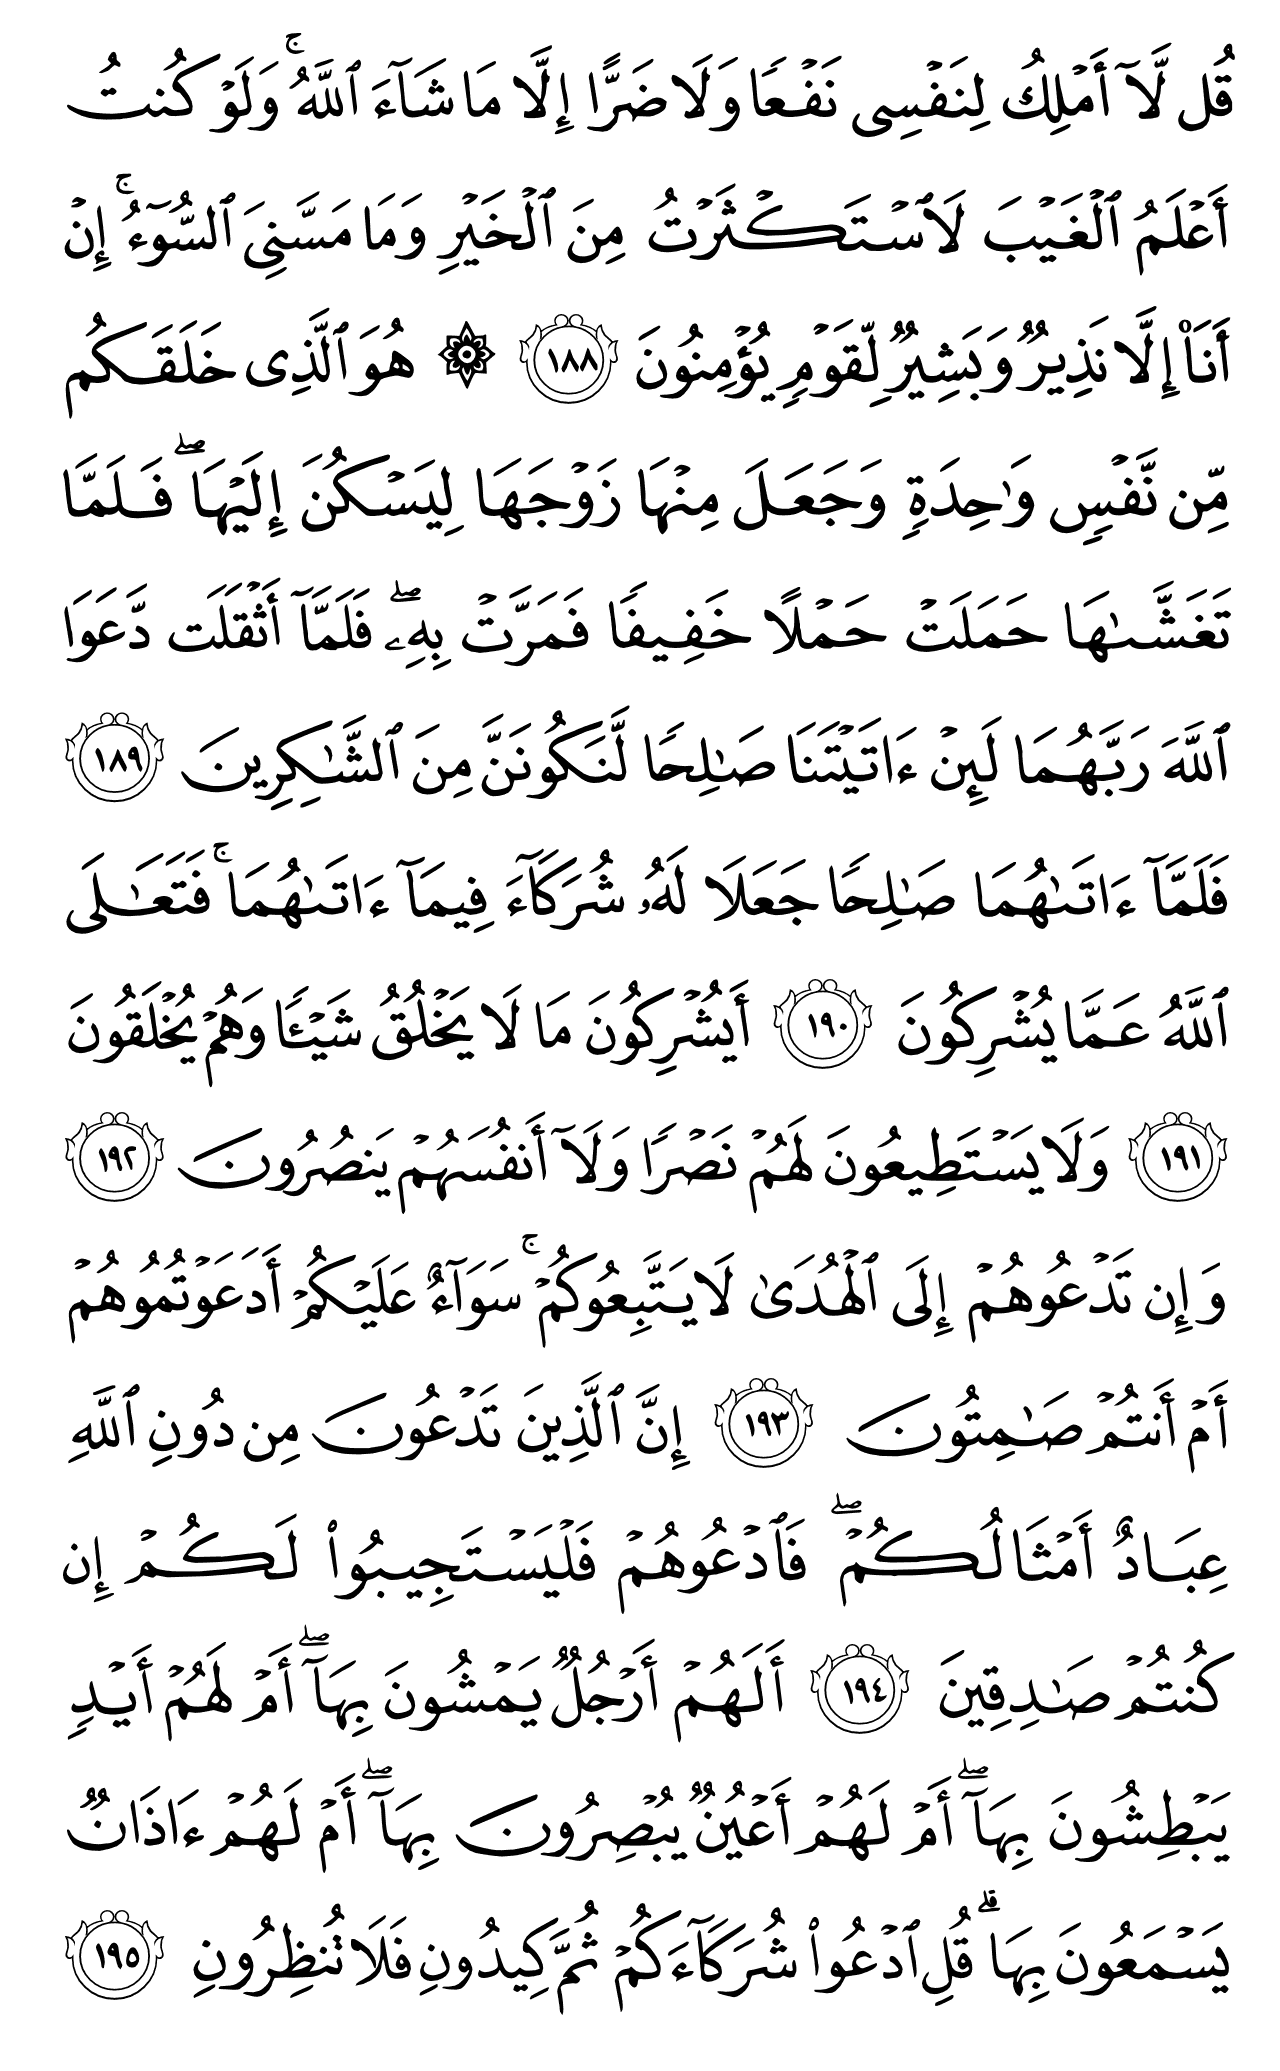 قُل لَّآ أَمۡلِكُ لِنَفۡسِى نَفۡعًا وَلَا ضَرًّا إِلَّا مَا شَآءَ ٱللَّهُۚ وَلَوۡ كُنتُ
أَعۡلَمُ ٱلۡغَيۡبَ لَٱسۡتَكۡثَرۡتُ مِنَ ٱلۡخَيۡرِ وَمَا مَسَّنِىَ ٱلسُّوٓءُۚ إِنۡ
أَنَا۠ إِلَّا نَذِيرٌ وَبَشِيرٌ لِّقَوۡمٍ يُؤۡمِنُونَ ١٨٨ ۞ هُوَ ٱلَّذِى خَلَقَكُم
مِّن نَّفۡسٍ وَٰحِدَةٍ وَجَعَلَ مِنۡهَا زَوۡجَهَا لِيَسۡكُنَ إِلَيۡهَاۖ فَلَمَّا
تَغَشَّىٰهَا حَمَلَتۡ حَمۡلًا خَفِيفًا فَمَرَّتۡ بِهِۦۖ فَلَمَّآ أَثۡقَلَت دَّعَوَا
ٱللَّهَ رَبَّهُمَا لَئِنۡ ءَاتَيۡتَنَا صَٰلِحًا لَّنَكُونَنَّ مِنَ ٱلشَّٰكِرِينَ ١٨٩
فَلَمَّآ ءَاتَىٰهُمَا صَٰلِحًا جَعَلَا لَهُۥ شُرَكَآءَ فِيمَآ ءَاتَىٰهُمَاۚ فَتَعَٰلَى
ٱللَّهُ عَمَّا يُشۡرِكُونَ ١٩٠ أَيُشۡرِكُونَ مَا لَا يَخۡلُقُ شَيۡـًٔا وَهُمۡ يُخۡلَقُونَ
١٩١ وَلَا يَسۡتَطِيعُونَ لَهُمۡ نَصۡرًا وَلَآ أَنفُسَهُمۡ يَنصُرُونَ ١٩٢
وَإِن تَدۡعُوهُمۡ إِلَى ٱلۡهُدَىٰ لَا يَتَّبِعُوكُمۡۚ سَوَآءٌ عَلَيۡكُمۡ أَدَعَوۡتُمُوهُمۡ
أَمۡ أَنتُمۡ صَٰمِتُونَ ١٩٣ إِنَّ ٱلَّذِينَ تَدۡعُونَ مِن دُونِ ٱللَّهِ
عِبَادٌ أَمۡثَالُكُمۡۖ فَٱدۡعُوهُمۡ فَلۡيَسۡتَجِيبُوا۟ لَكُمۡ إِن
كُنتُمۡ صَٰدِقِينَ ١٩٤ أَلَهُمۡ أَرۡجُلٌ يَمۡشُونَ بِهَآۖ أَمۡ لَهُمۡ أَيۡدٍ
يَبۡطِشُونَ بِهَآۖ أَمۡ لَهُمۡ أَعۡيُنٌ يُبۡصِرُونَ بِهَآۖ أَمۡ لَهُمۡ ءَاذَانٌ
يَسۡمَعُونَ بِهَاۗ قُلِ ٱدۡعُوا۟ شُرَكَآءَكُمۡ ثُمَّ كِيدُونِ فَلَا تُنظِرُونِ ١٩٥